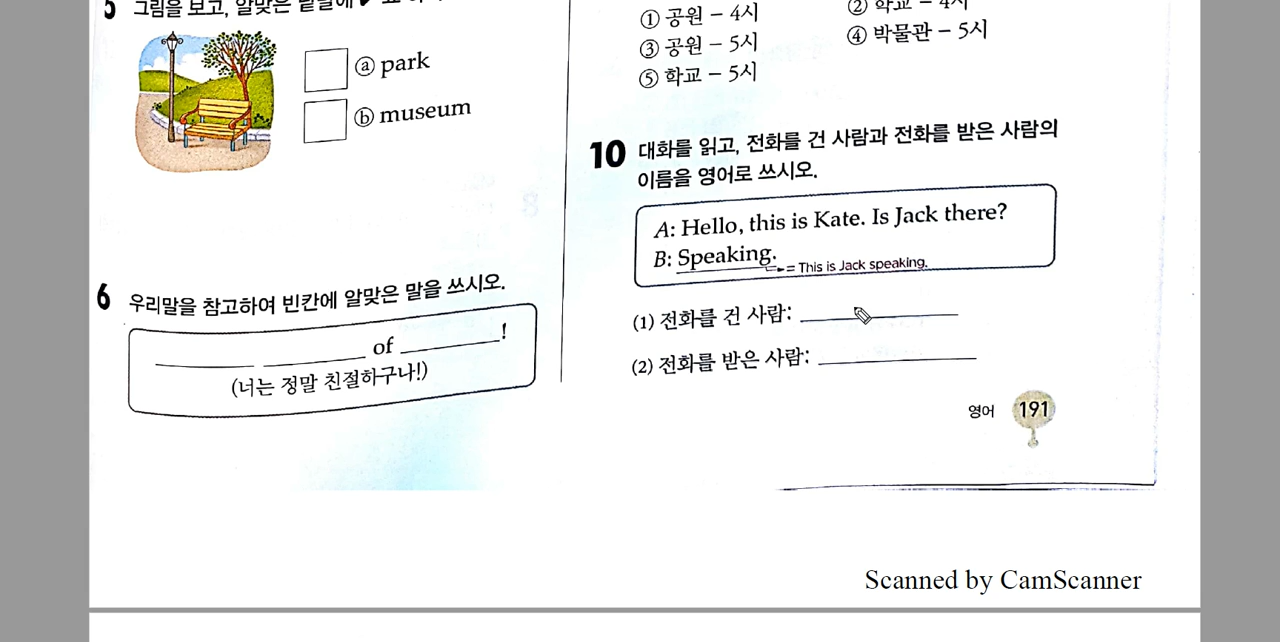 5 그림을 보고, 알맞은
ⓐ park
ⓑ museum
6 우리말을 참고하여 빈칸에 알맞은 말을 쓰시오.
of !
(너는 정말 친절하구나!)
① 공원 – 4시
② 학교 – 4시
③ 공원 – 5시
④ 박물관 – 5시
⑤ 학교 – 5시
10 대화를 읽고, 전화를 건 사람과 전화를 받은 사람의
이름을 영어로 쓰시오.
A: Hello, this is Kate. Is Jack there?
B: Speaking.
= This is Jack speaking.
(1) 전화를 건 사람:
(2) 전화를 받은 사람:
영어 191
Scanned by CamScanner